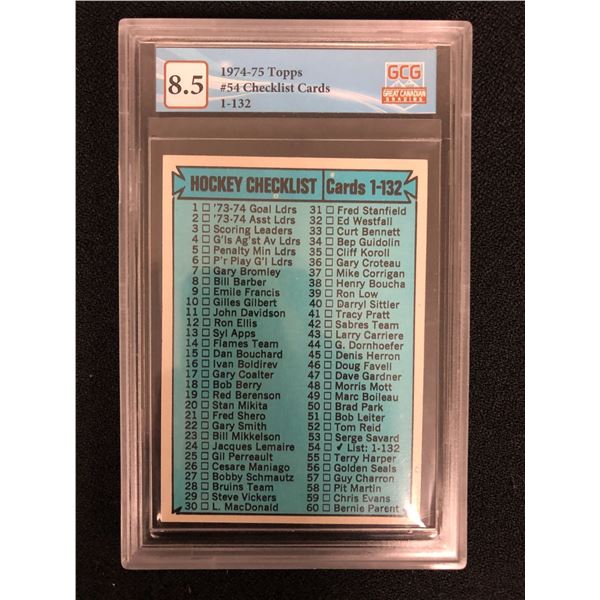 8.5
1974-75 Topps
#54 Checklist Cards
1-132
GCG
GREAT CANADIAN
GRADING
HOCKEY CHECKLIST Cards 1-132
1 ☐ '73-74 Goal Ldrs
2 ☐ '73-74 Asst Ldrs
3 ☐ Scoring Leaders
4 ☐ G'ls Ag'st Av Ldrs
5 ☐ Penalty Min Ldrs
6 ☐ P'r Play G'l Ldrs
7 ☐ Gary Bromley
8 ☐ Bill Barber
9 ☐ Emile Francis
10 ☐ Gilles Gilbert
11 ☐ John Davidson
12 ☐ Ron Ellis
13 ☐ Syl Apps
14 ☐ Flames Team
15 ☐ Dan Bouchard
16 ☐ Ivan Boldirev
17 ☐ Gary Coalter
18 ☐ Bob Berry
19 ☐ Red Berenson
20 ☐ Stan Mikita
21 ☐ Fred Shero
22 ☐ Gary Smith
23 ☐ Bill Mikkelson
24 ☐ Jacques Lemaire
25 ☐ Gil Perreault
26 ☐ Cesare Maniago
27 ☐ Bobby Schmautz
28 ☐ Bruins Team
29 ☐ Steve Vickers
30 ☐ L. MacDonald
31 ☐ Fred Stanfield
32 ☐ Ed Westfall
33 ☐ Curt Bennett
34 ☐ Bep Guidolin
35 ☐ Cliff Koroll
36 ☐ Gary Croteau
37 ☐ Mike Corrigan
38 ☐ Henry Boucha
39 ☐ Ron Low
40 ☐ Darryl Sittler
41 ☐ Tracy Pratt
42 ☐ Sabres Team
43 ☐ Larry Carriere
44 ☐ G. Dornhoefer
45 ☐ Denis Herron
46 ☐ Doug Favell
47 ☐ Dave Gardner
48 ☐ Morris Mott
49 ☐ Marc Boileau
50 ☐ Brad Park
51 ☐ Bob Leiter
52 ☐ Tom Reid
53 ☐ Serge Savard
54 ☐ ✓ List: 1-132
55 ☐ Terry Harper
56 ☐ Golden Seals
57 ☐ Guy Charron
58 ☐ Pit Martin
59 ☐ Chris Evans
60 ☐ Bernie Parent